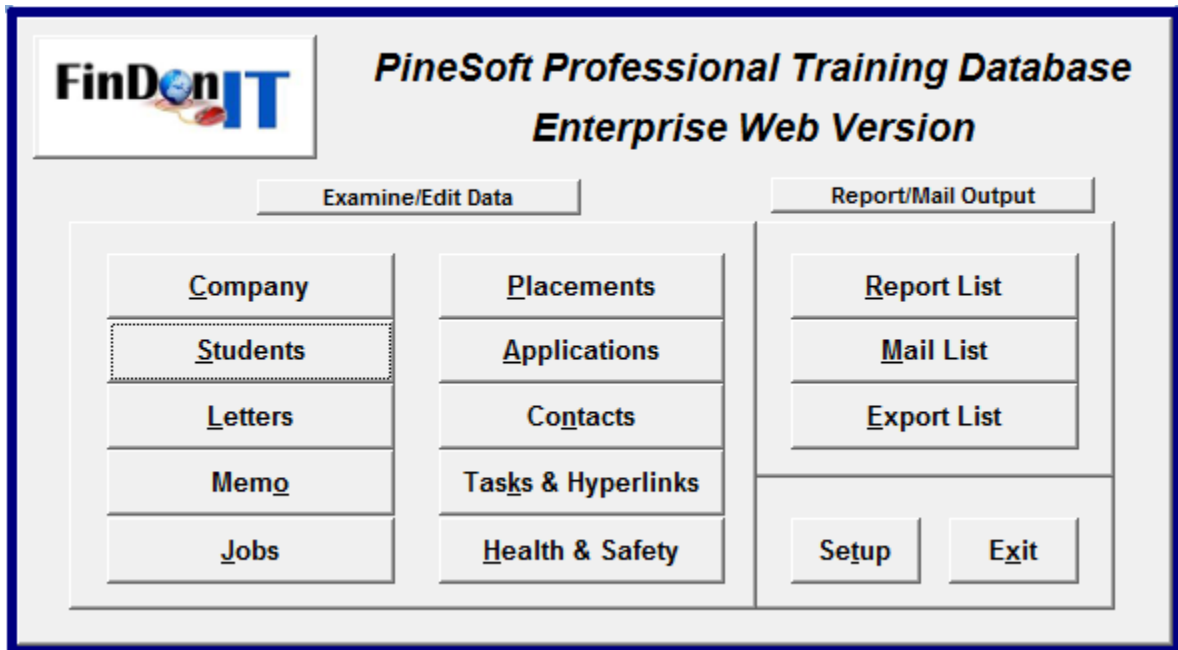 FinDonIT
PineSoft Professional Training Database
Enterprise Web Version
Examine/Edit Data
Report/Mail Output
Company
Placements
Report List
Students
Applications
Mail List
Letters
Contacts
Export List
Memo
Tasks & Hyperlinks
Jobs
Health & Safety
Setup
Exit